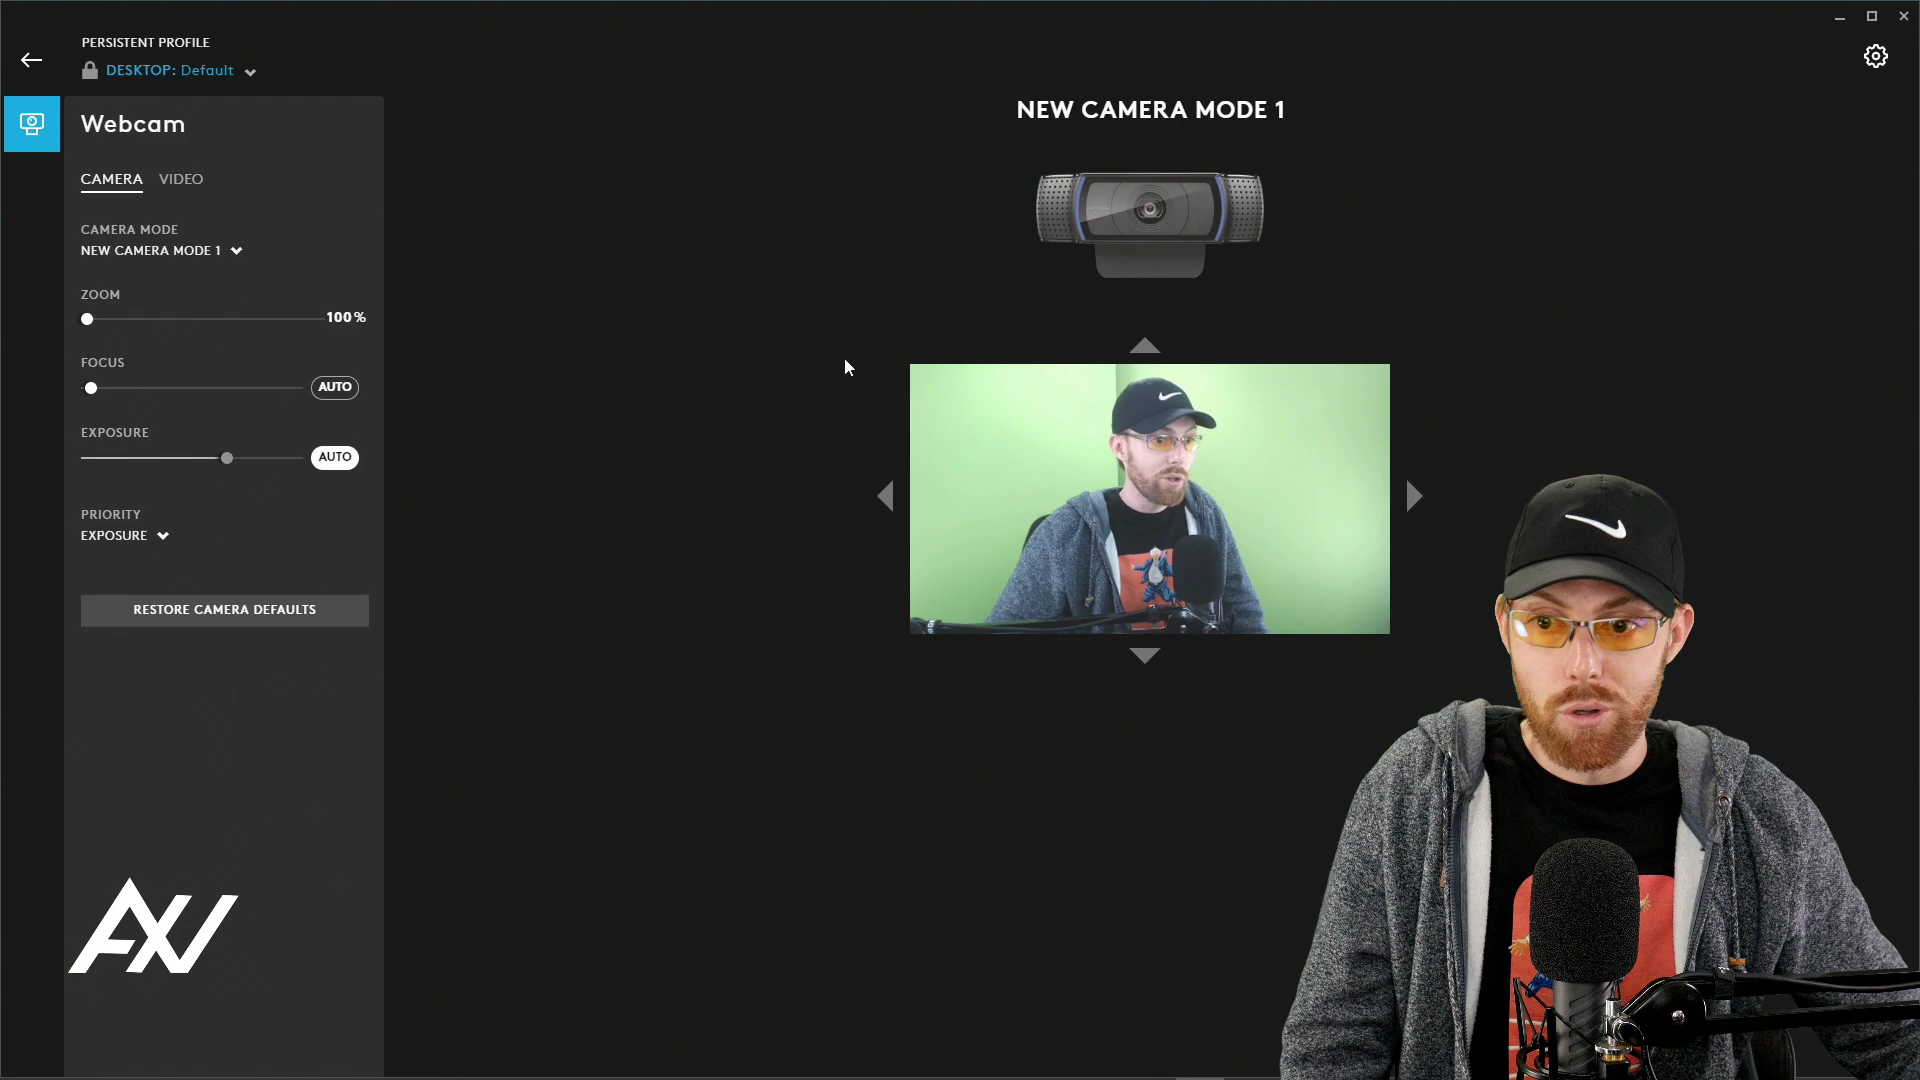 PERSISTENT PROFILE
DESKTOP: Default
Webcam
CAMERA VIDEO
CAMERA MODE
NEW CAMERA MODE 1
ZOOM
100%
FOCUS
AUTO
EXPOSURE
AUTO
PRIORITY
EXPOSURE
RESTORE CAMERA DEFAULTS
NEW CAMERA MODE 1